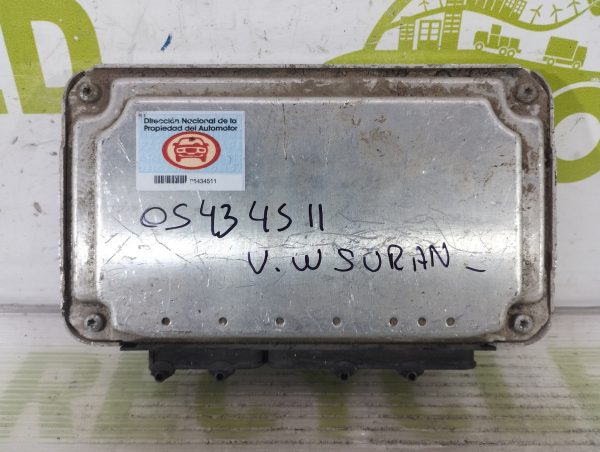 Dirección Nacional de la
Propiedad del Automotor
05434511
05434511
V.W SURAN